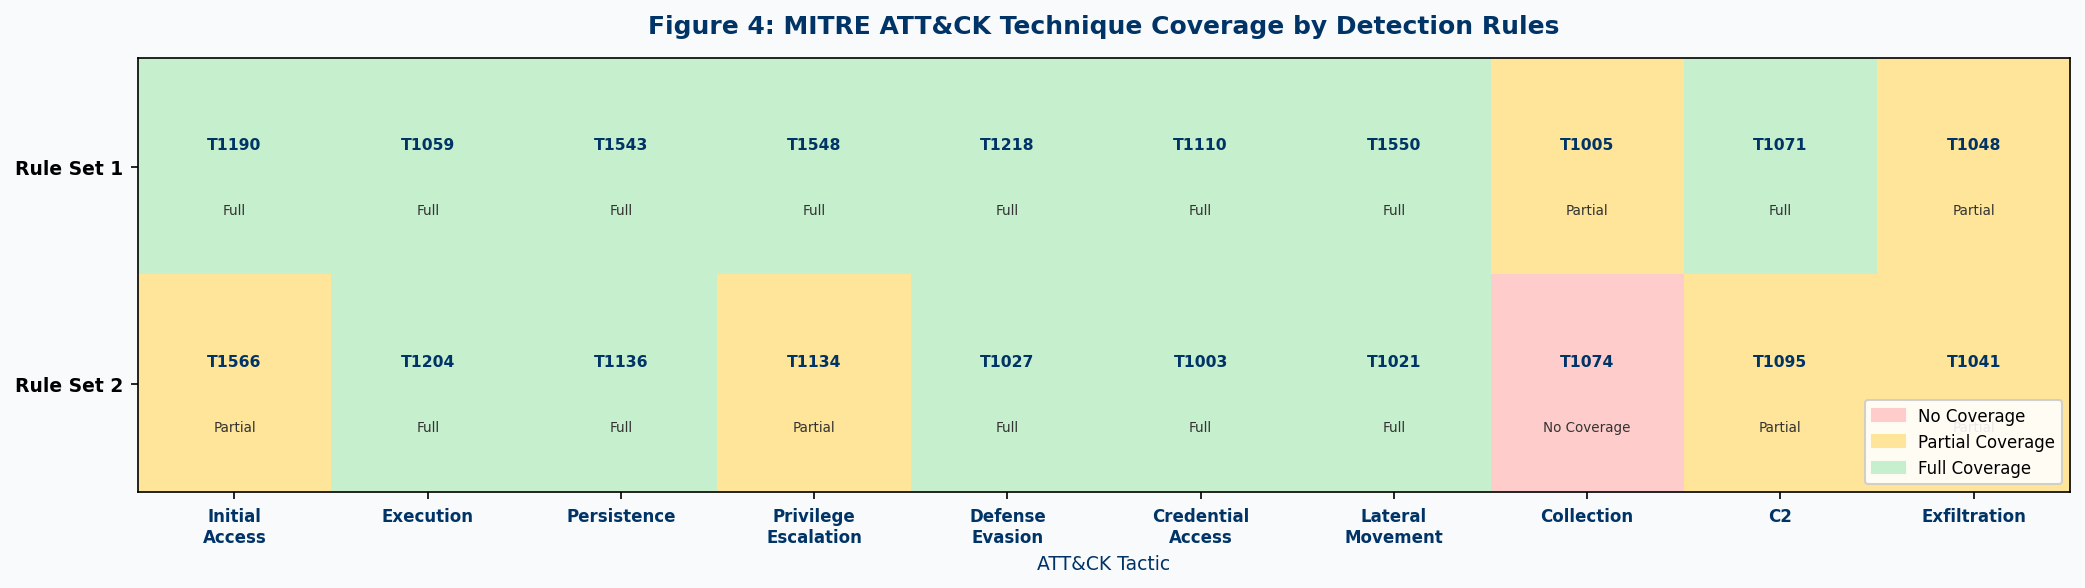 Figure 4: MITRE ATT&CK Technique Coverage by Detection Rules
Rule Set 1
T1190 T1059 T1543 T1548 T1218 T1110 T1550 T1005 T1071 T1048
Full Full Full Full Full Full Full Partial Full Partial
Rule Set 2
T1566 T1204 T1136 T1134 T1027 T1003 T1021 T1074 T1095 T1041
Partial Full Full Partial Full Full Full No Coverage Partial Partial
No Coverage
Partial Coverage
Full Coverage
Initial Access
Execution
Persistence
Privilege Escalation
Defense Evasion
Credential Access
Lateral Movement
Collection
C2
Exfiltration
ATT&CK Tactic